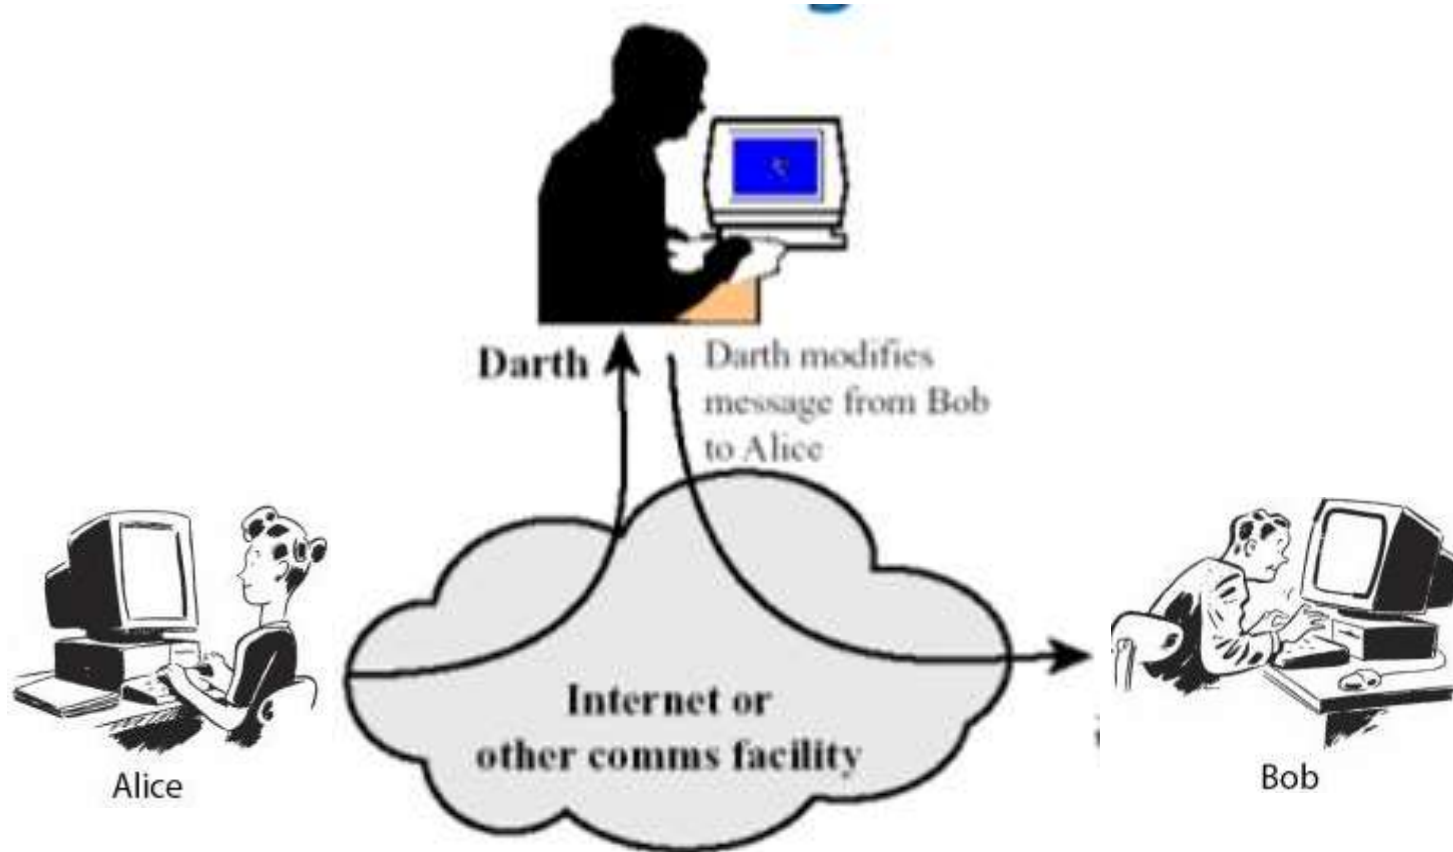 Darth
Darth modifies
message from Bob
to Alice
Internet or
other comms facility
Alice
Bob